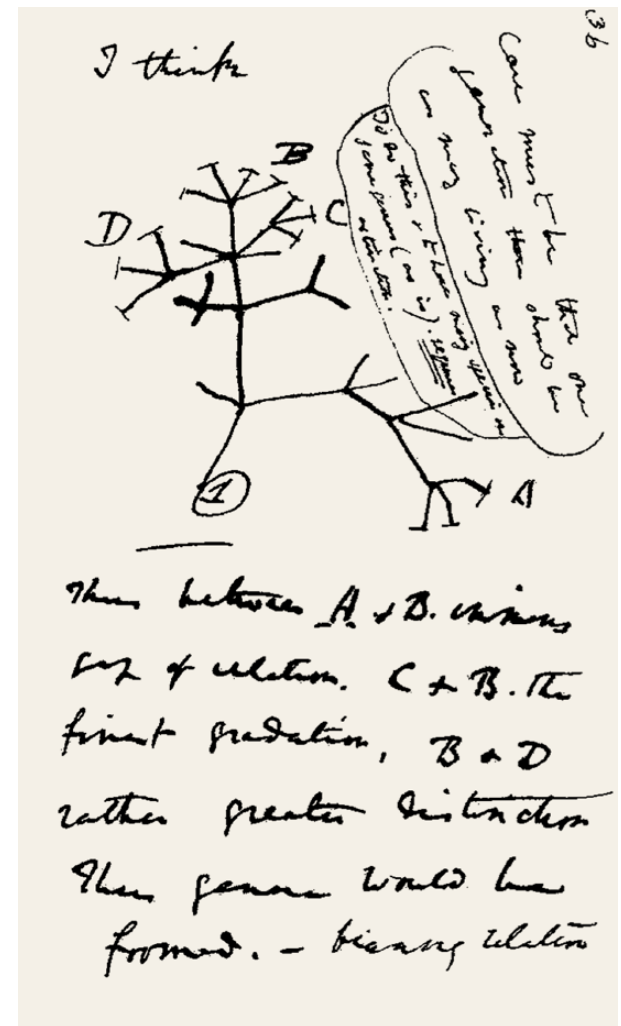 36
I think
Case must be that one
generation then should be
as many living as now
To do this & to have many species in
same genus (as is). requires
extinction.
B
C
D
A
1
Thus between A & B. immense
gap of relation. C & B. The
finest gradation, B & D
rather greater distinction
Thus genera would be
formed. — bearing relation